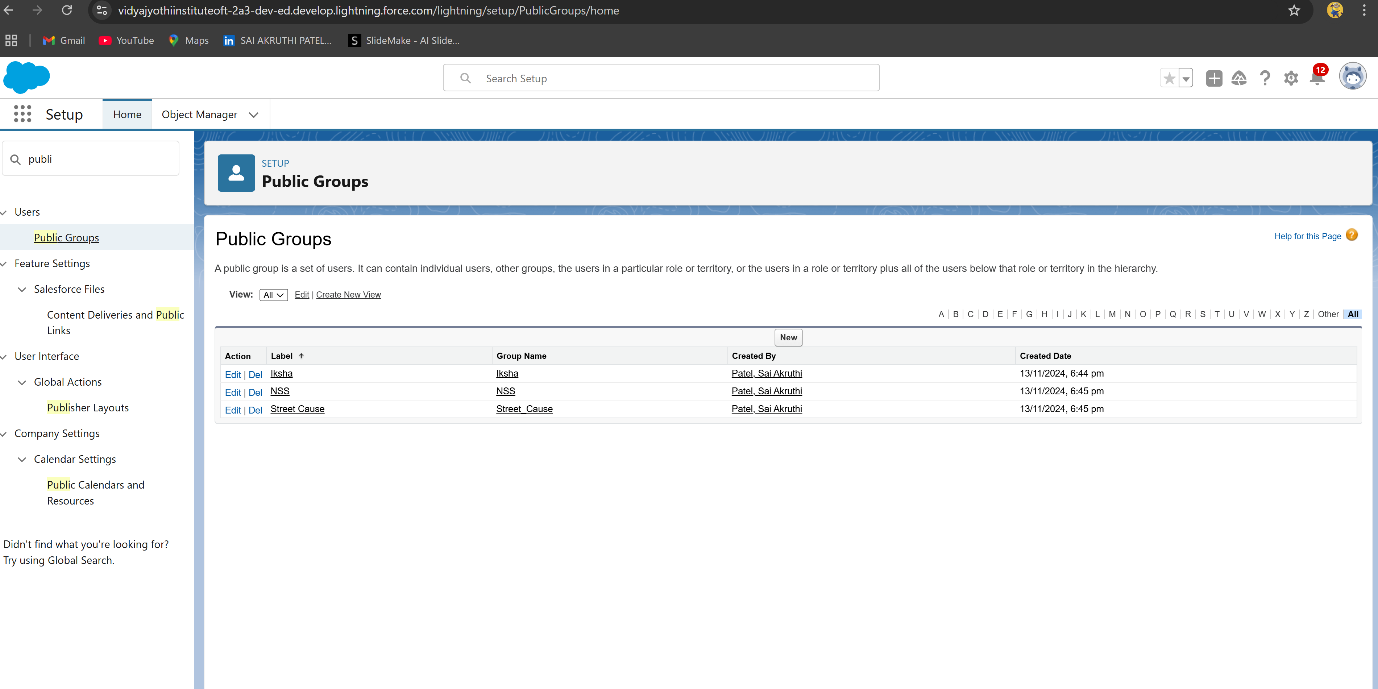 vidyajyothiinstituteoft-2a3-dev-ed.develop.lightning.force.com/lightning/setup/PublicGroups/home
Gmail YouTube Maps SAI AKRUTHI PATEL... S SlideMake - AI Slide...
Search Setup
12
Setup Home Object Manager
publi
Users
Public Groups
Feature Settings
Salesforce Files
Content Deliveries and Public
Links
User Interface
Global Actions
Publisher Layouts
Company Settings
Calendar Settings
Public Calendars and
Resources
Didn't find what you're looking for?
Try using Global Search.
SETUP
Public Groups
Public Groups
Help for this Page ?
A public group is a set of users. It can contain individual users, other groups, the users in a particular role or territory, or the users in a role or territory plus all of the users below that role or territory in the hierarchy.
View: All Edit | Create New View
A | B | C | D | E | F | G | H | I | J | K | L | M | N | O | P | Q | R | S | T | U | V | W | X | Y | Z | Other | All
New
Action Label Group Name Created By Created Date
Edit | Del Iksha Iksha Patel, Sai Akruthi 13/11/2024, 6:44 pm
Edit | Del NSS NSS Patel, Sai Akruthi 13/11/2024, 6:45 pm
Edit | Del Street Cause Street_Cause Patel, Sai Akruthi 13/11/2024, 6:45 pm